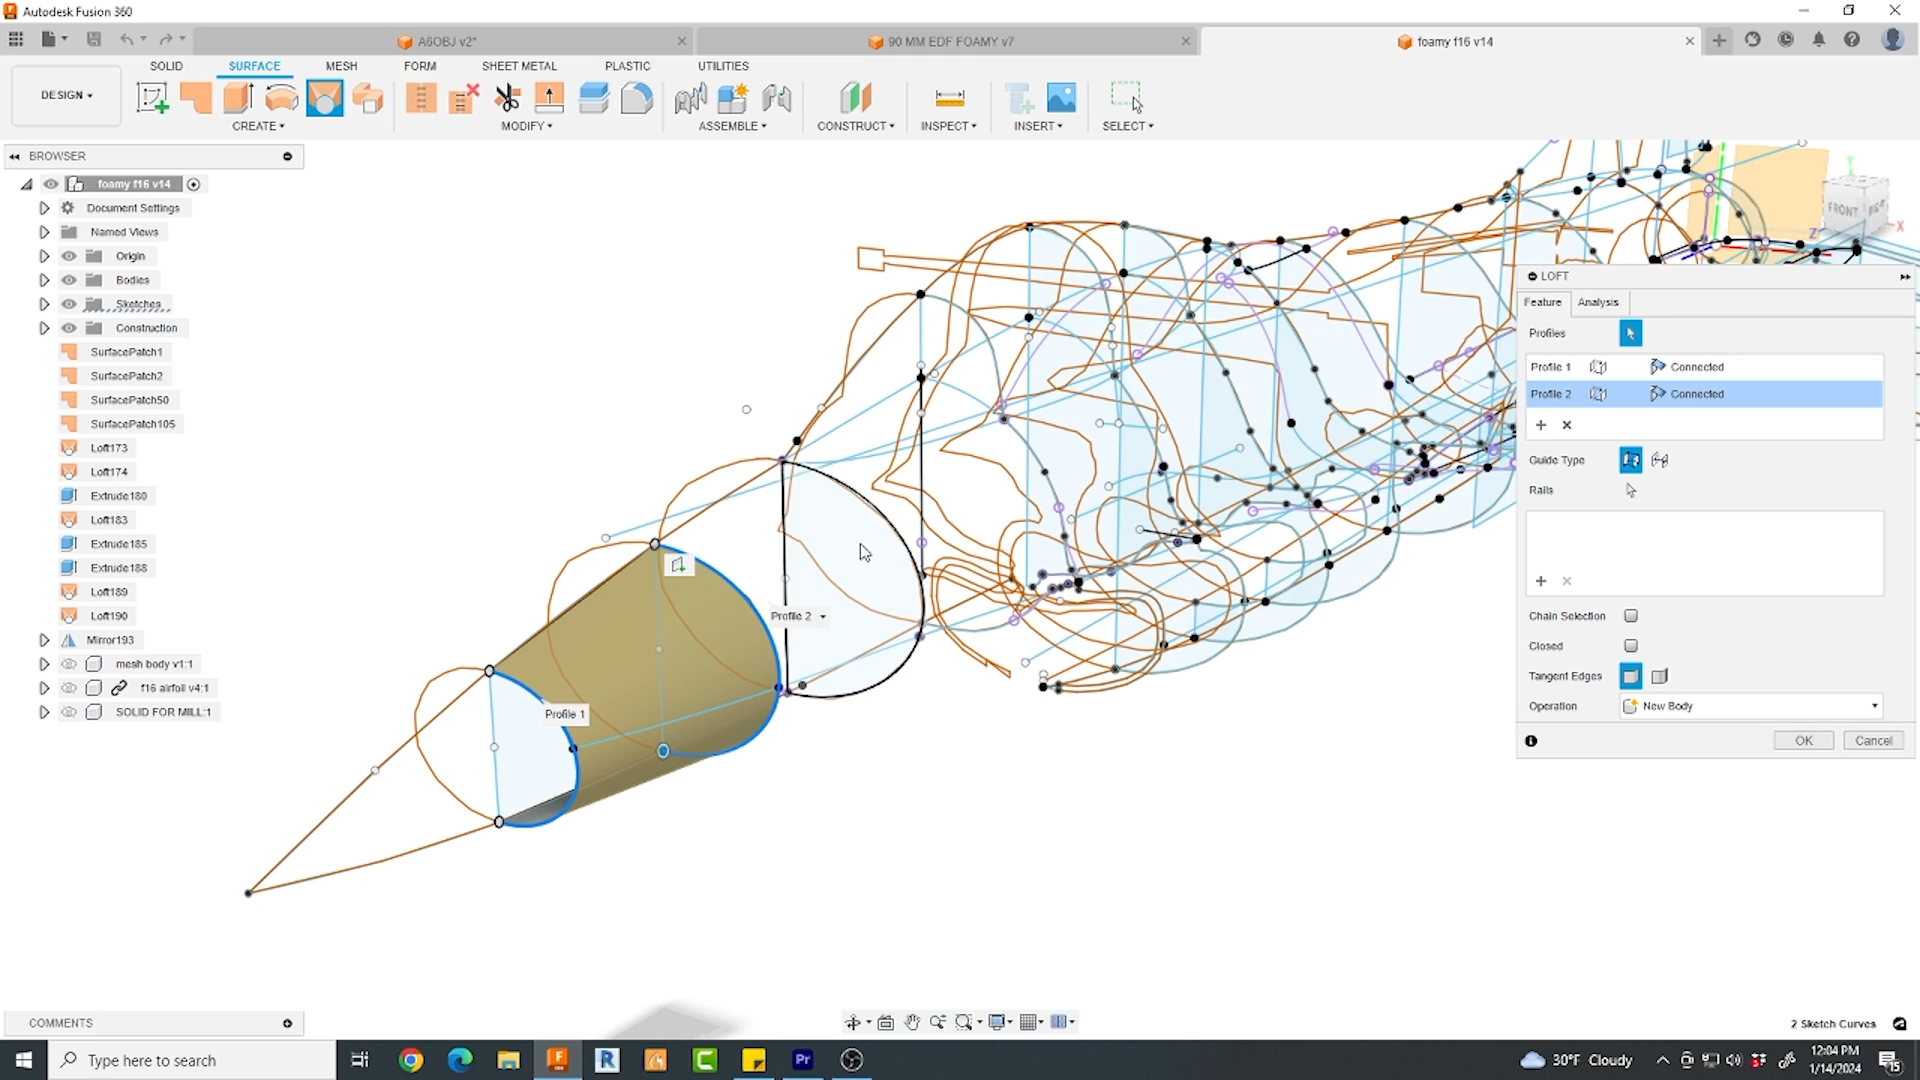 Autodesk Fusion 360
A6OBJ v2*
90 MM EDF FOAMY v7
foamy f16 v14
SOLID
SURFACE
MESH
FORM
SHEET METAL
PLASTIC
UTILITIES
DESIGN
CREATE
MODIFY
ASSEMBLE
CONSTRUCT
INSPECT
INSERT
SELECT
BROWSER
foamy f16 v14
Document Settings
Named Views
Origin
Bodies
Sketches
Construction
SurfacePatch1
SurfacePatch2
SurfacePatch50
SurfacePatch105
Loft173
Loft174
Extrude180
Loft183
Extrude185
Extrude188
Loft189
Loft190
Mirror193
mesh body v1:1
f16 airfoil v4:1
SOLID FOR MILL:1
Profile 1
Profile 2
FRONT
X
Y
Z
LOFT
Feature
Analysis
Profiles
Profile 1 Connected
Profile 2 Connected
Guide Type
Rails
Chain Selection
Closed
Tangent Edges
Operation New Body
OK
Cancel
COMMENTS
2 Sketch Curves
Type here to search
30°F Cloudy
12:04 PM
1/14/2024
15